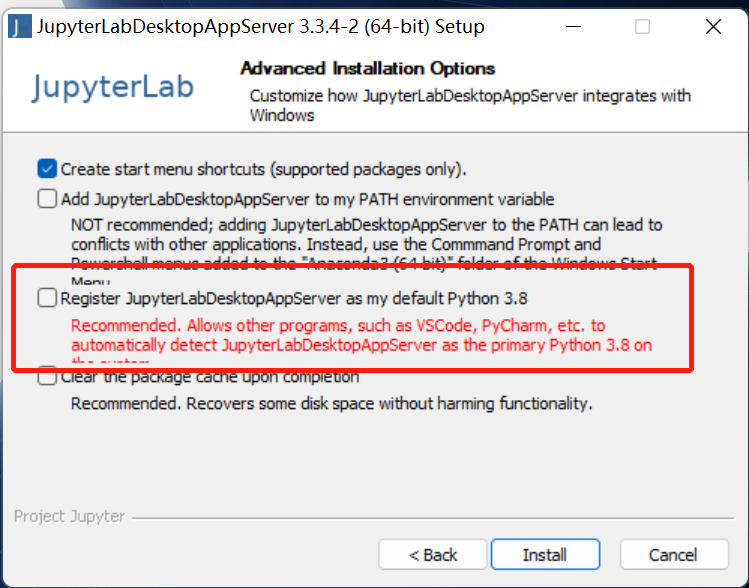 JupyterLabDesktopAppServer 3.3.4-2 (64-bit) Setup
JupyterLab
Advanced Installation Options
Customize how JupyterLabDesktopAppServer integrates with
Windows
Create start menu shortcuts (supported packages only).
Add JupyterLabDesktopAppServer to my PATH environment variable
NOT recommended; adding JupyterLabDesktopAppServer to the PATH can lead to
conflicts with other applications. Instead, use the Commmand Prompt and
Powershell menus added to the "Anaconda3 (64-bit)" folder of the Windows Start
Menu.
Register JupyterLabDesktopAppServer as my default Python 3.8
Recommended. Allows other programs, such as VSCode, PyCharm, etc. to
automatically detect JupyterLabDesktopAppServer as the primary Python 3.8 on
the system.
Clear the package cache upon completion
Recommended. Recovers some disk space without harming functionality.
Project Jupyter
< Back
Install
Cancel